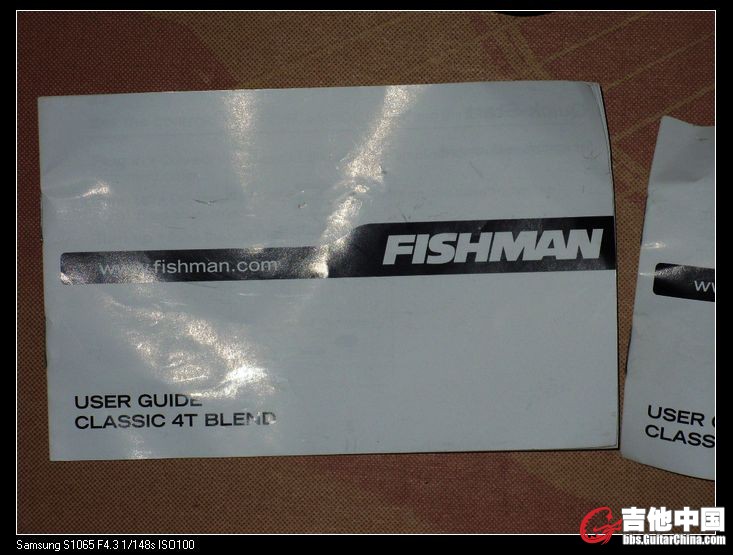 www.fishman.com
FISHMAN
USER GUIDE
CLASSIC 4T BLEND
USER
CLASS
Samsung S1065 F4.3 1/148s ISO100
吉他中国
bbs.GuitarChina.com